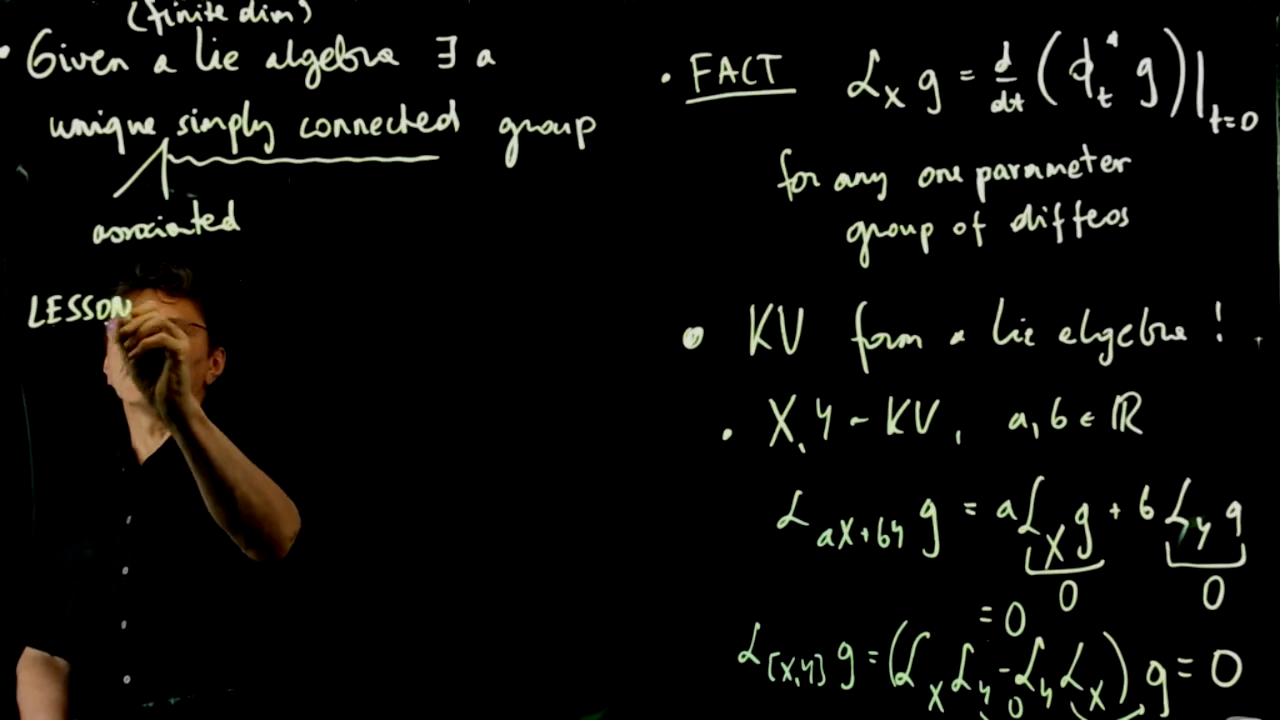 (finite dim)
• Given a Lie algebra ∃ a
unique simply connected group
associated
LESSON
• FACT ℒ_X g = d/dt (ϕ_t^* g)|_{t=0}
for any one parameter
group of diffeos
• KV form a Lie algebra !
• X, Y - KV, a, b ∈ ℝ
ℒ_{aX+bY} g = a ℒ_X g + b ℒ_Y g
0 0
= 0
ℒ_{[X,Y]} g = (ℒ_X ℒ_Y - ℒ_Y ℒ_X) g = 0
0